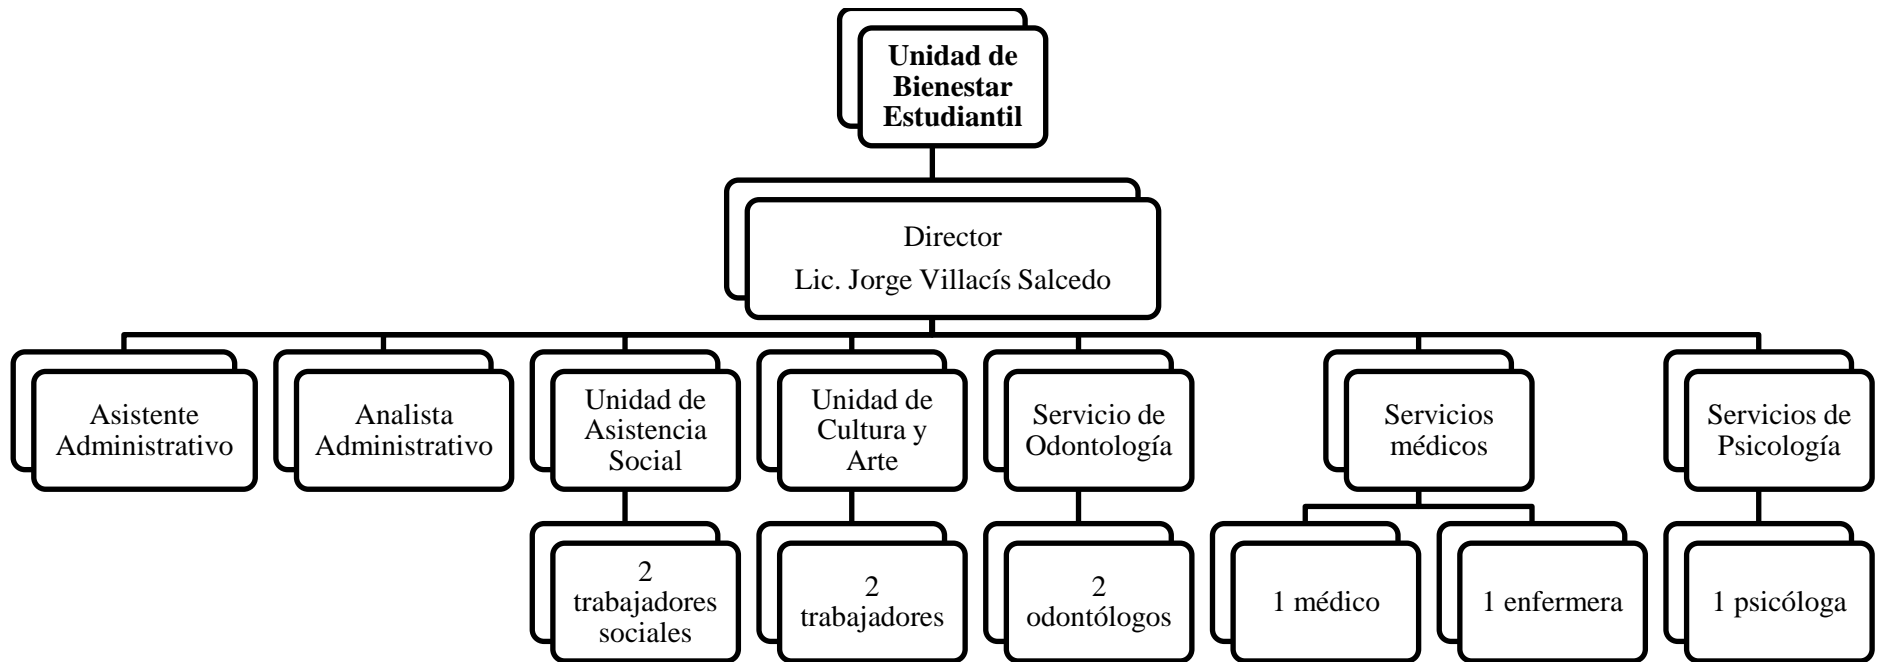 Unidad de
Bienestar
Estudiantil
Director
Lic. Jorge Villacís Salcedo
Asistente
Administrativo
Analista
Administrativo
Unidad de
Asistencia
Social
Unidad de
Cultura y
Arte
Servicio de
Odontología
Servicios
médicos
Servicios de
Psicología
2
trabajadores
sociales
2
trabajadores
2
odontólogos
1 médico
1 enfermera
1 psicóloga